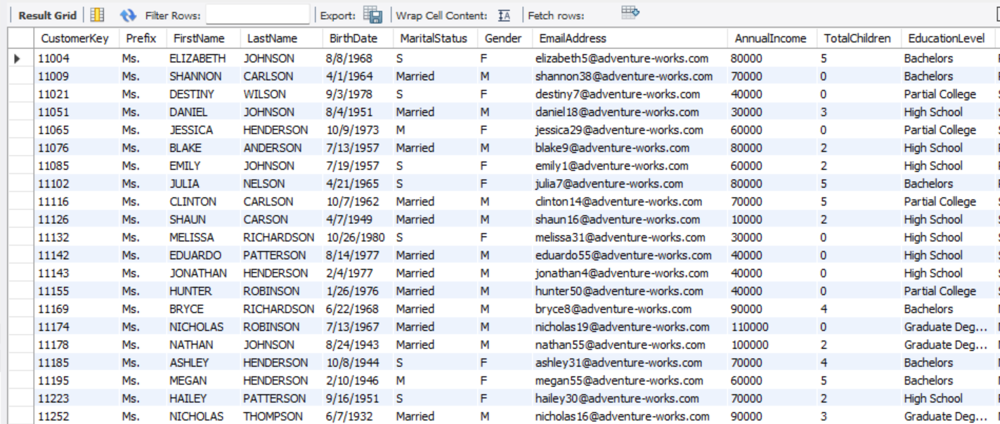 Result Grid Filter Rows: Export: Wrap Cell Content: Fetch rows:
CustomerKey Prefix FirstName LastName BirthDate MaritalStatus Gender EmailAddress AnnualIncome TotalChildren EducationLevel
11004 Ms. ELIZABETH JOHNSON 8/8/1968 S F elizabeth5@adventure-works.com 80000 5 Bachelors
11009 Ms. SHANNON CARLSON 4/1/1964 Married M shannon38@adventure-works.com 70000 0 Bachelors
11021 Ms. DESTINY WILSON 9/3/1978 S F destiny7@adventure-works.com 40000 0 Partial College
11051 Ms. DANIEL JOHNSON 8/4/1951 Married M daniel18@adventure-works.com 30000 3 High School
11065 Ms. JESSICA HENDERSON 10/9/1973 M F jessica29@adventure-works.com 60000 0 Partial College
11076 Ms. BLAKE ANDERSON 7/13/1957 Married M blake9@adventure-works.com 80000 2 High School
11085 Ms. EMILY JOHNSON 7/19/1957 S F emily1@adventure-works.com 60000 2 High School
11102 Ms. JULIA NELSON 4/21/1965 S F julia7@adventure-works.com 80000 5 Bachelors
11116 Ms. CLINTON CARLSON 10/7/1962 Married M clinton14@adventure-works.com 70000 5 Partial College
11126 Ms. SHAUN CARSON 4/7/1949 Married M shaun16@adventure-works.com 10000 2 High School
11132 Ms. MELISSA RICHARDSON 10/26/1980 S F melissa31@adventure-works.com 30000 0 High School
11142 Ms. EDUARDO PATTERSON 8/14/1977 Married M eduardo55@adventure-works.com 40000 0 High School
11143 Ms. JONATHAN HENDERSON 2/4/1977 Married M jonathan4@adventure-works.com 40000 0 High School
11155 Ms. HUNTER ROBINSON 1/26/1976 Married M hunter50@adventure-works.com 40000 0 Partial College
11169 Ms. BRYCE RICHARDSON 6/22/1968 Married M bryce8@adventure-works.com 90000 4 Bachelors
11174 Ms. NICHOLAS ROBINSON 7/13/1967 Married M nicholas19@adventure-works.com 110000 0 Graduate Deg...
11178 Ms. NATHAN JOHNSON 8/24/1943 Married M nathan55@adventure-works.com 100000 2 Graduate Deg...
11185 Ms. ASHLEY HENDERSON 10/8/1944 S F ashley31@adventure-works.com 70000 4 Bachelors
11195 Ms. MEGAN HENDERSON 2/10/1946 M F megan55@adventure-works.com 60000 5 Bachelors
11223 Ms. HAILEY PATTERSON 9/16/1951 S F hailey30@adventure-works.com 70000 2 High School
11252 Ms. NICHOLAS THOMPSON 6/7/1932 Married M nicholas16@adventure-works.com 90000 3 Graduate Deg...